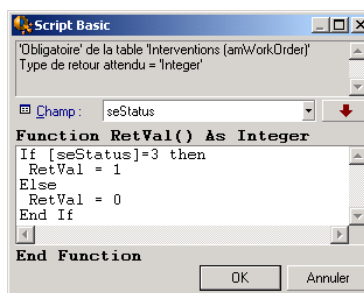 Script Basic
'Obligatoire' de la table 'Interventions (amWorkOrder)'
Type de retour attendu = 'Integer'
Champ :
seStatus
Function RetVal() As Integer
If [seStatus]=3 then
RetVal = 1
Else
RetVal = 0
End If
End Function
OK
Annuler